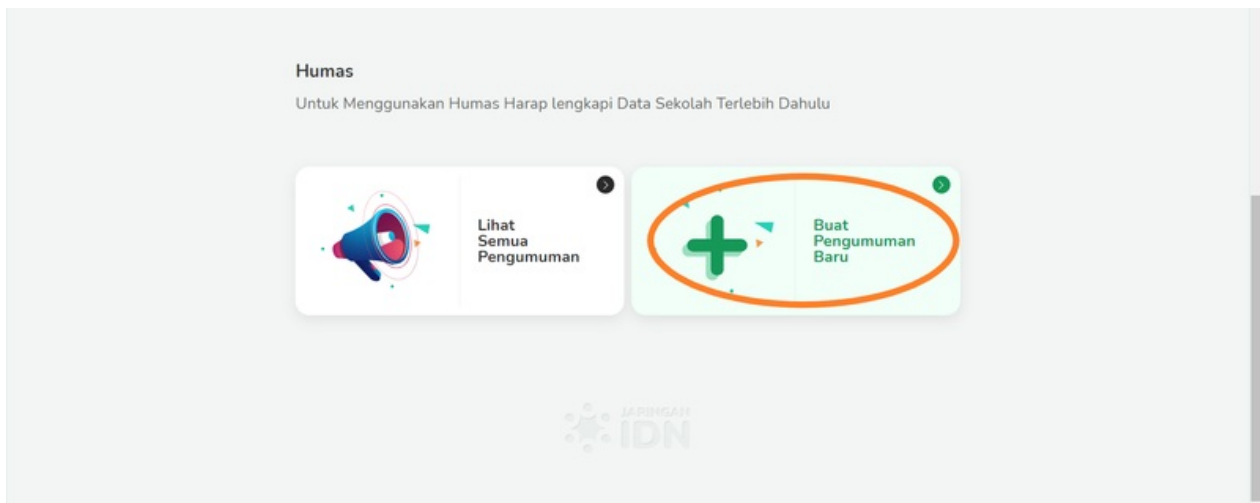 Humas
Untuk Menggunakan Humas Harap lengkapi Data Sekolah Terlebih Dahulu
Lihat
Semua
Pengumuman
Buat
Pengumuman
Baru
JARINGAN
IDN